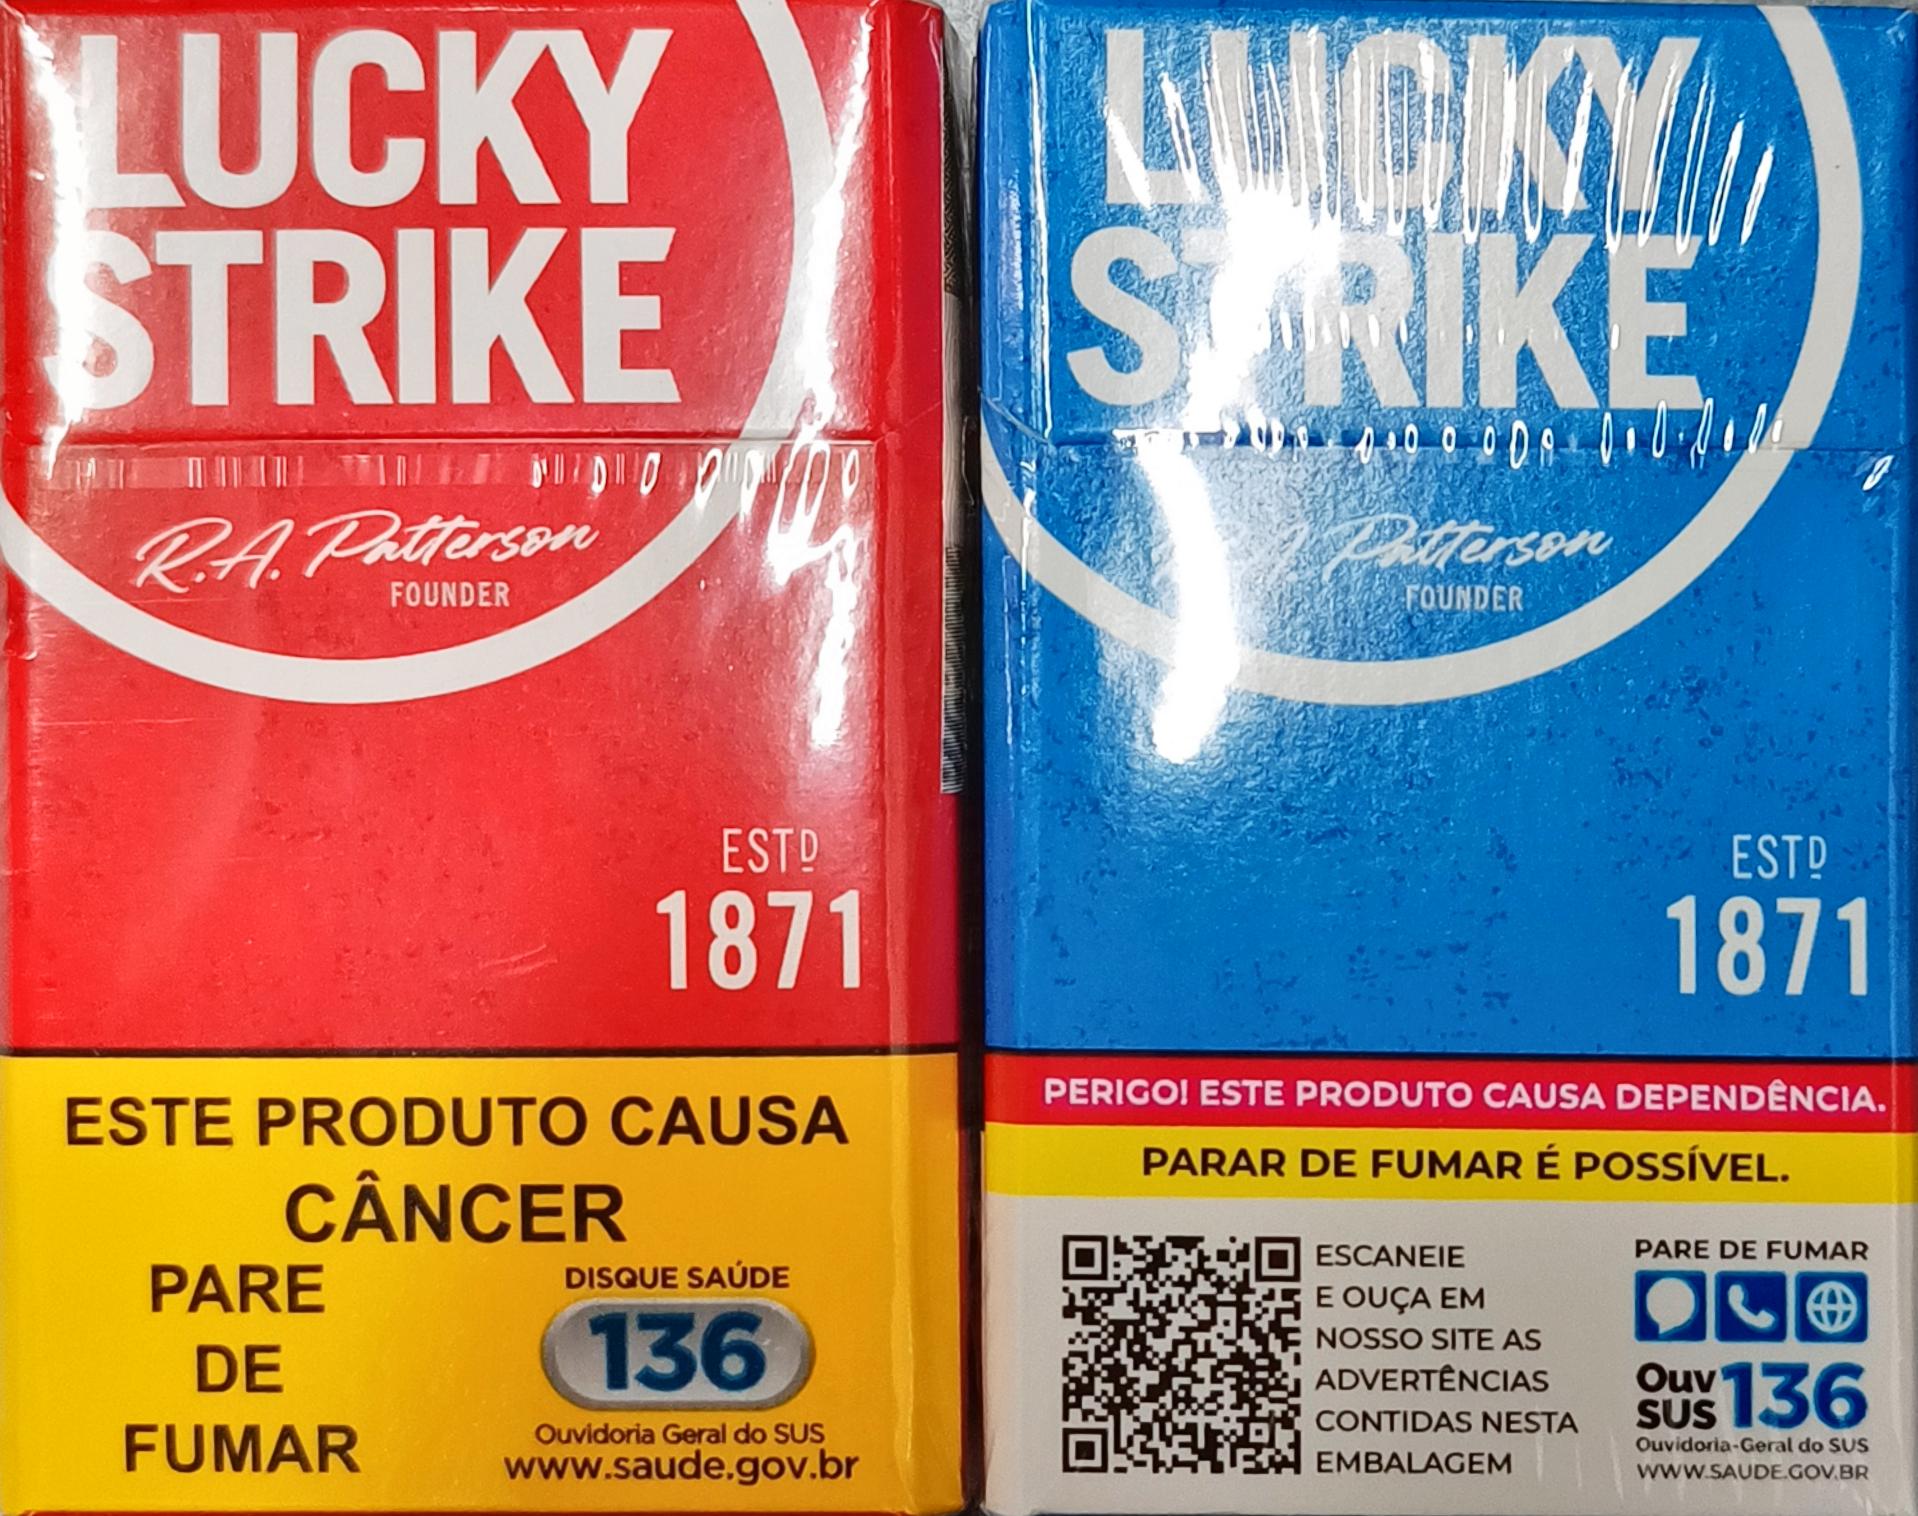 LUCKY
STRIKE
R.A. Patterson
FOUNDER
ESTD
1871
ESTE PRODUTO CAUSA
CÂNCER
PARE
DE
FUMAR
DISQUE SAÚDE
136
Ouvidoria Geral do SUS
www.saude.gov.br
LUCKY
STRIKE
Patterson
FOUNDER
ESTD
1871
PERIGO! ESTE PRODUTO CAUSA DEPENDÊNCIA.
PARAR DE FUMAR É POSSÍVEL.
ESCANEIE
E OUÇA EM
NOSSO SITE AS
ADVERTÊNCIAS
CONTIDAS NESTA
EMBALAGEM
PARE DE FUMAR
Ouv
SUS 136
Ouvidoria-Geral do SUS
WWW.SAUDE.GOV.BR